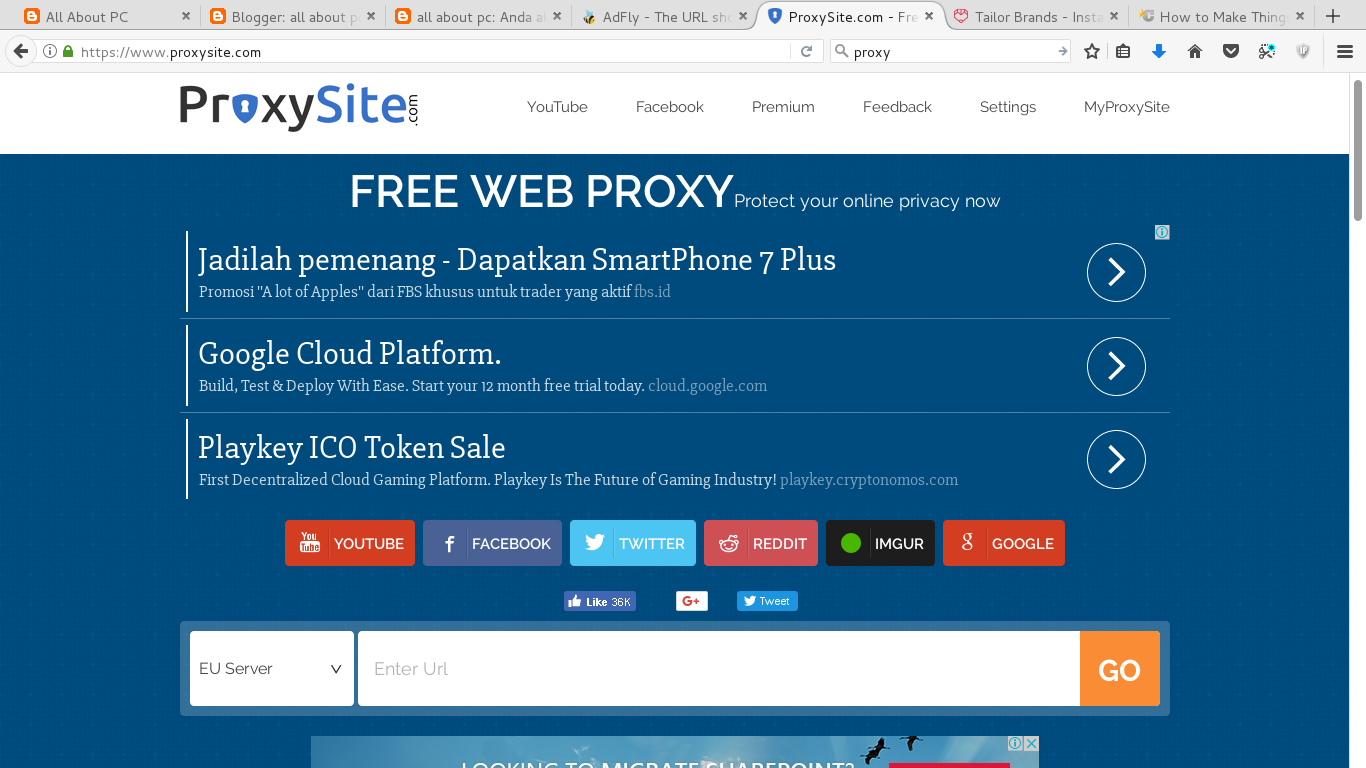 All About PC
Blogger: all about pc
all about pc: Anda a
AdFly - The URL sho
ProxySite.com - Fre
Tailor Brands - Insta
How to Make Thing
https://www.proxysite.com
proxy
ProxySite.com
YouTube
Facebook
Premium
Feedback
Settings
MyProxySite
FREE WEB PROXY Protect your online privacy now
Jadilah pemenang - Dapatkan SmartPhone 7 Plus
Promosi "A lot of Apples" dari FBS khusus untuk trader yang aktif fbs.id
Google Cloud Platform.
Build, Test & Deploy With Ease. Start your 12 month free trial today. cloud.google.com
Playkey ICO Token Sale
First Decentralized Cloud Gaming Platform. Playkey Is The Future of Gaming Industry! playkey.cryptonomos.com
You Tube YOUTUBE
FACEBOOK
TWITTER
REDDIT
IMGUR
GOOGLE
Like 36K
G+
Tweet
EU Server
Enter Url
GO
LOOKING TO MIGRATE SHAREPOINT?